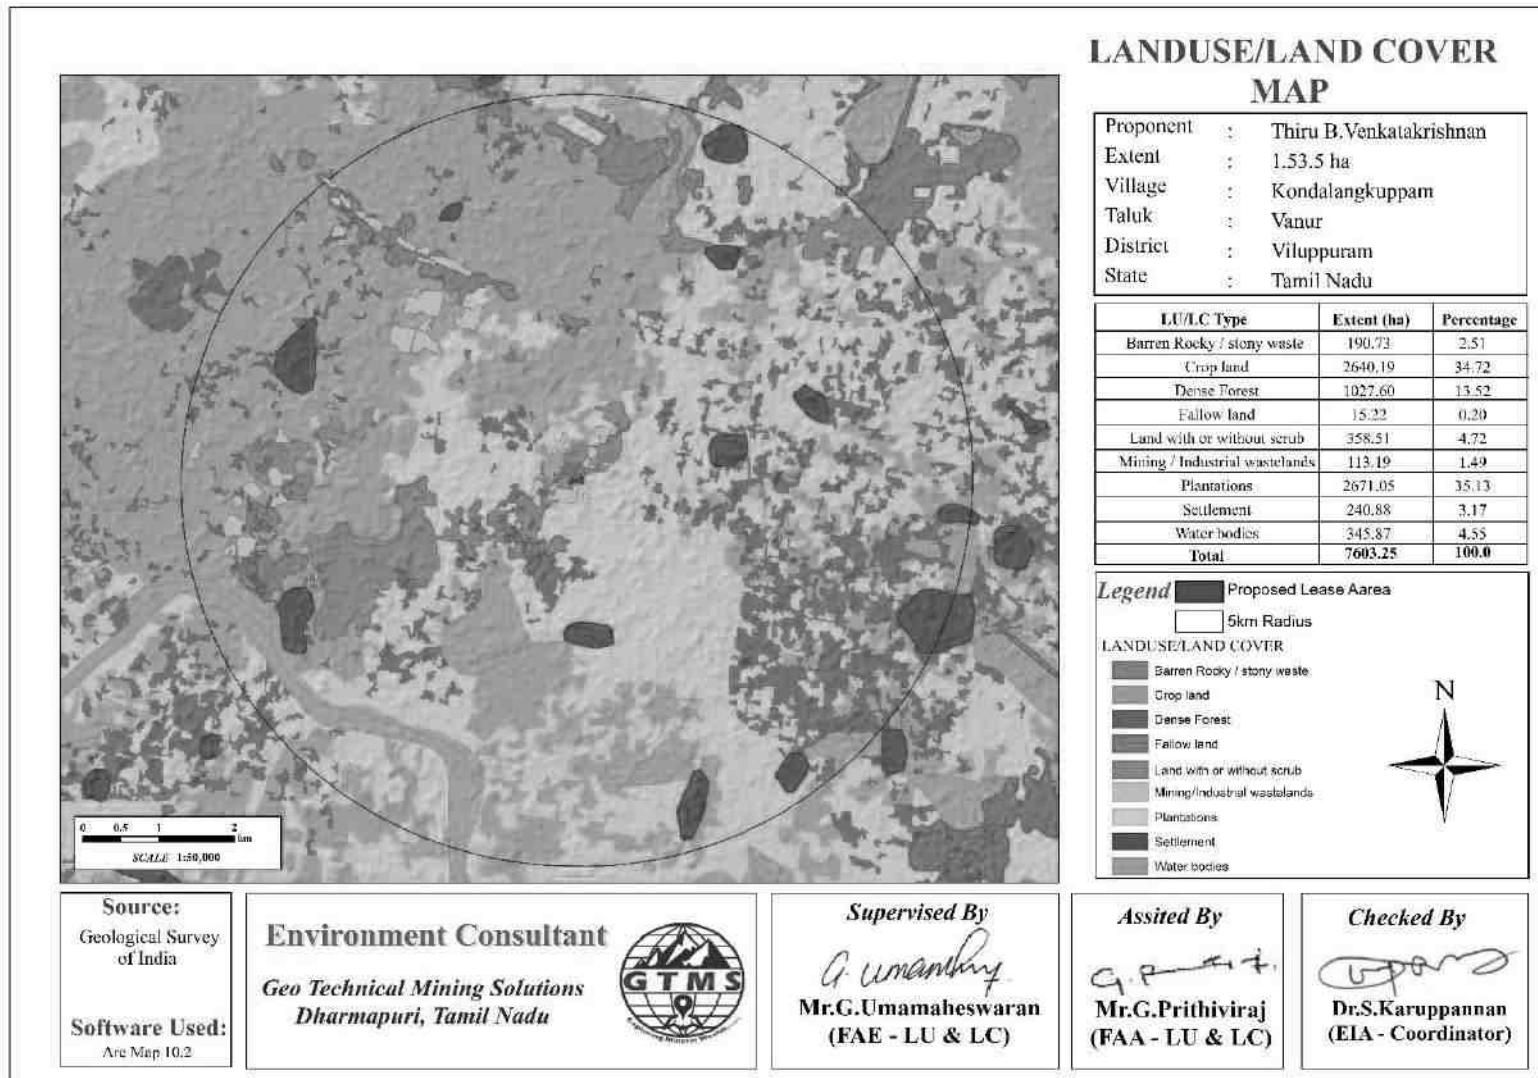 LANDUSE/LAND COVER
MAP
Proponent : Thiru B.Venkatakrishnan
Extent : 1.53.5 ha
Village : Kondalangkuppam
Taluk : Vanur
District : Viluppuram
State : Tamil Nadu
LU/LC Type Extent (ha) Percentage
Barren Rocky / stony waste 190.73 2.51
Crop land 2640.19 34.72
Dense Forest 1027.60 13.52
Fallow land 15.22 0.20
Land with or without scrub 358.51 4.72
Mining / Industrial wastelands 113.19 1.49
Plantations 2671.05 35.13
Settlement 240.88 3.17
Water bodies 345.87 4.55
Total 7603.25 100.0
Legend Proposed Lease Aarea
5km Radius
LANDUSE/LAND COVER
Barren Rocky / stony waste
Crop land
Dense Forest
Fallow land
Land with or without scrub
Mining/Industrial wastelands
Plantations
Settlement
Water bodies
N
0 0.5 1 2
km
SCALE 1:50,000
Source:
Geological Survey
of India
Software Used:
Arc Map 10.2
Environment Consultant
Geo Technical Mining Solutions
Dharmapuri, Tamil Nadu
GTMS
Supervised By
Mr.G.Umamaheswaran
(FAE - LU & LC)
Assited By
Mr.G.Prithiviraj
(FAA - LU & LC)
Checked By
Dr.S.Karuppannan
(EIA - Coordinator)